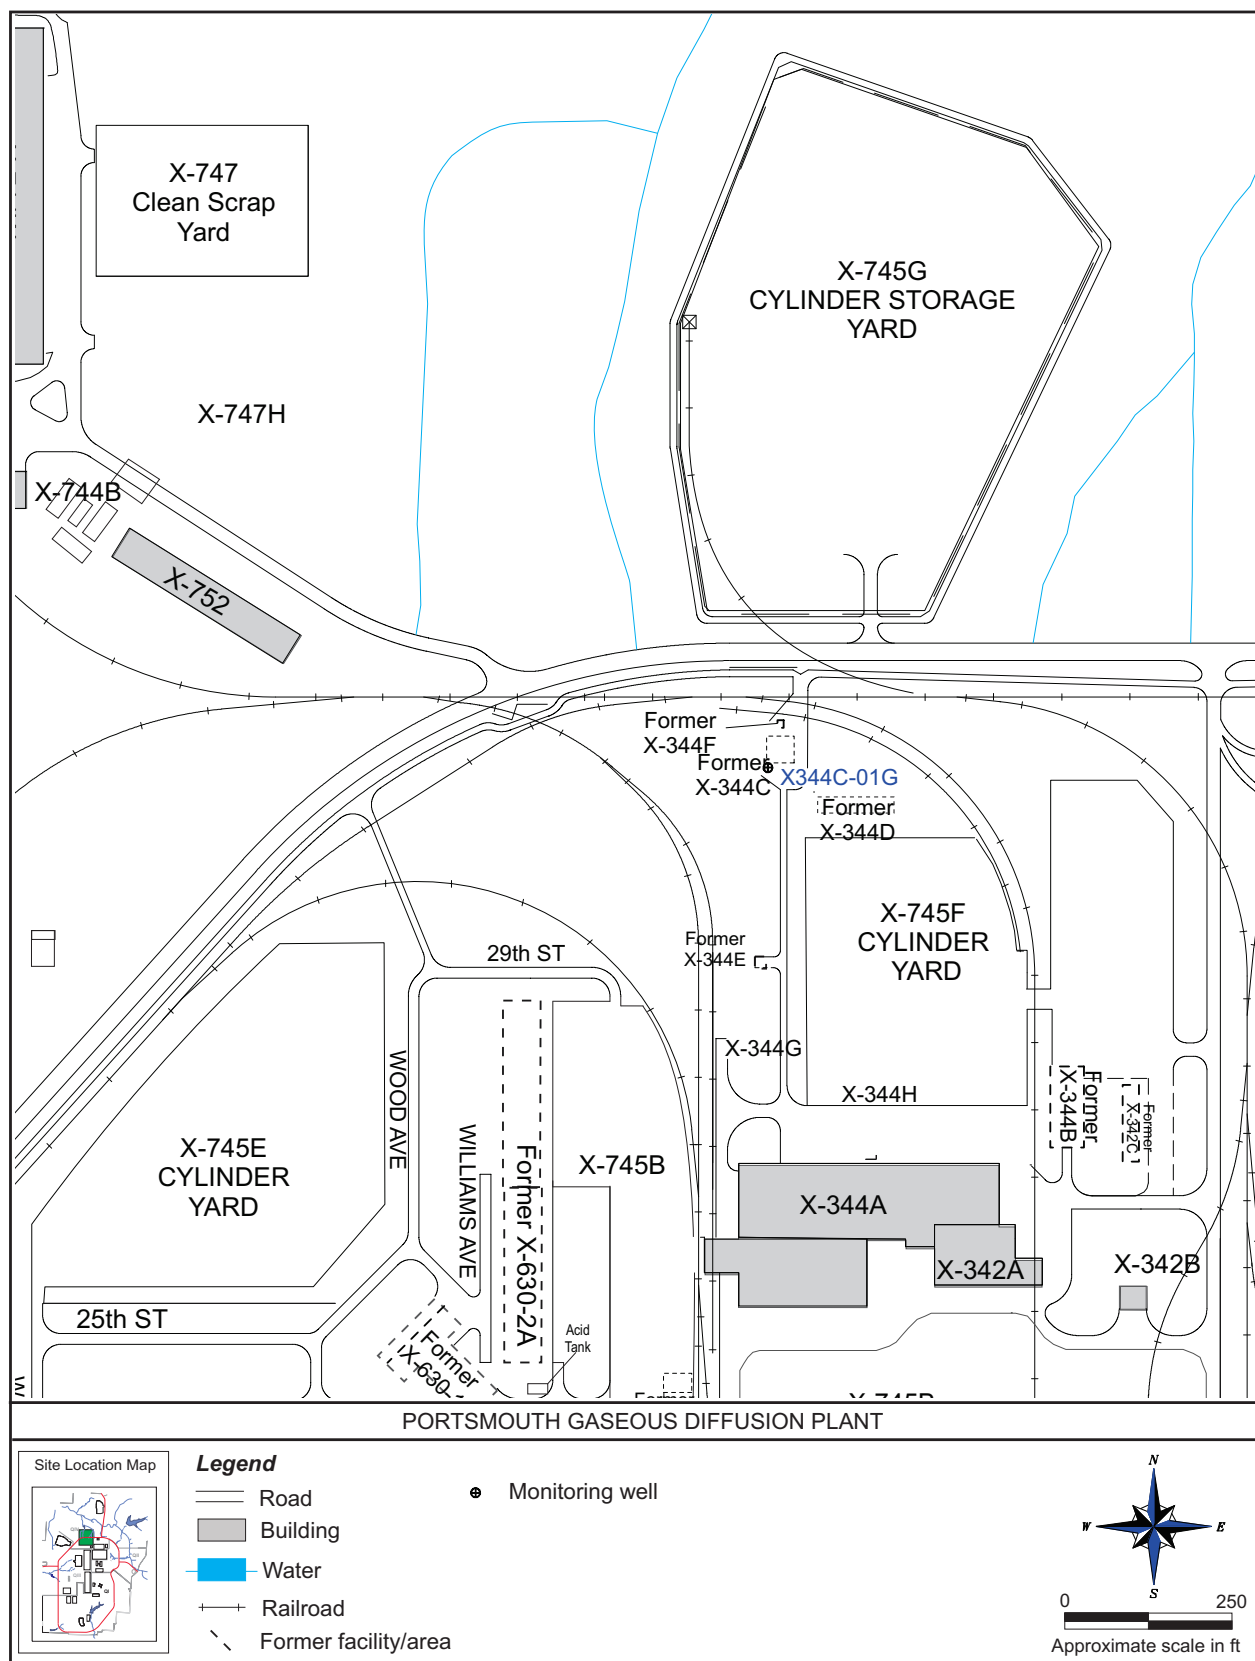 X-747
Clean Scrap
Yard
X-745G
CYLINDER STORAGE
YARD
X-747H
X-744B
X-752
Former
X-344F
Former
X-344C
X344C-01G
Former
X-344D
X-745F
CYLINDER
YARD
Former
X-344E
29th ST
X-344G
X-344H
WOOD AVE
WILLIAMS AVE
Former X-630-2A
X-745B
X-745E
CYLINDER
YARD
Former
X-344B
Former
X-342C
X-344A
X-342A
X-342B
25th ST
Former
X-630-
Acid
Tank
PORTSMOUTH GASEOUS DIFFUSION PLANT
Site Location Map
Legend
Road
Building
Water
Railroad
Former facility/area
Monitoring well
N
W
E
S
0 250
Approximate scale in ft